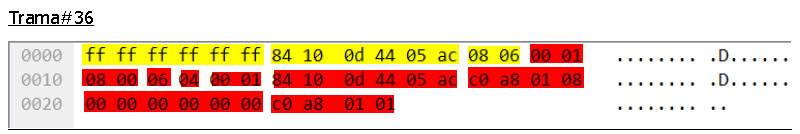 Trama#36
0000 ff ff ff ff ff ff 84 10 0d 44 05 ac 08 06 00 01 ........ .D......
0010 08 00 06 04 00 01 84 10 0d 44 05 ac c0 a8 01 08 ........ .D......
0020 00 00 00 00 00 00 c0 a8 01 01 ........ ..